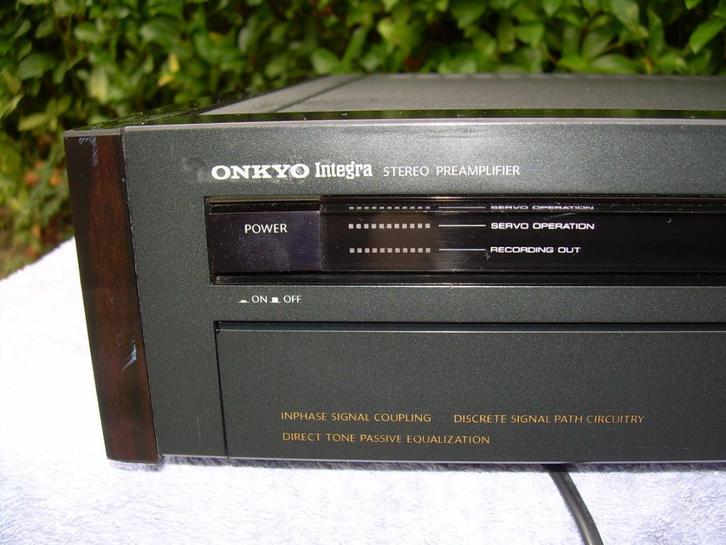 ONKYO Integra STEREO PREAMPLIFIER
SERVO OPERATION
POWER
SERVO OPERATION
RECORDING OUT
ON OFF
INPHASE SIGNAL COUPLING DISCRETE SIGNAL PATH CIRCUITRY
DIRECT TONE PASSIVE EQUALIZATION